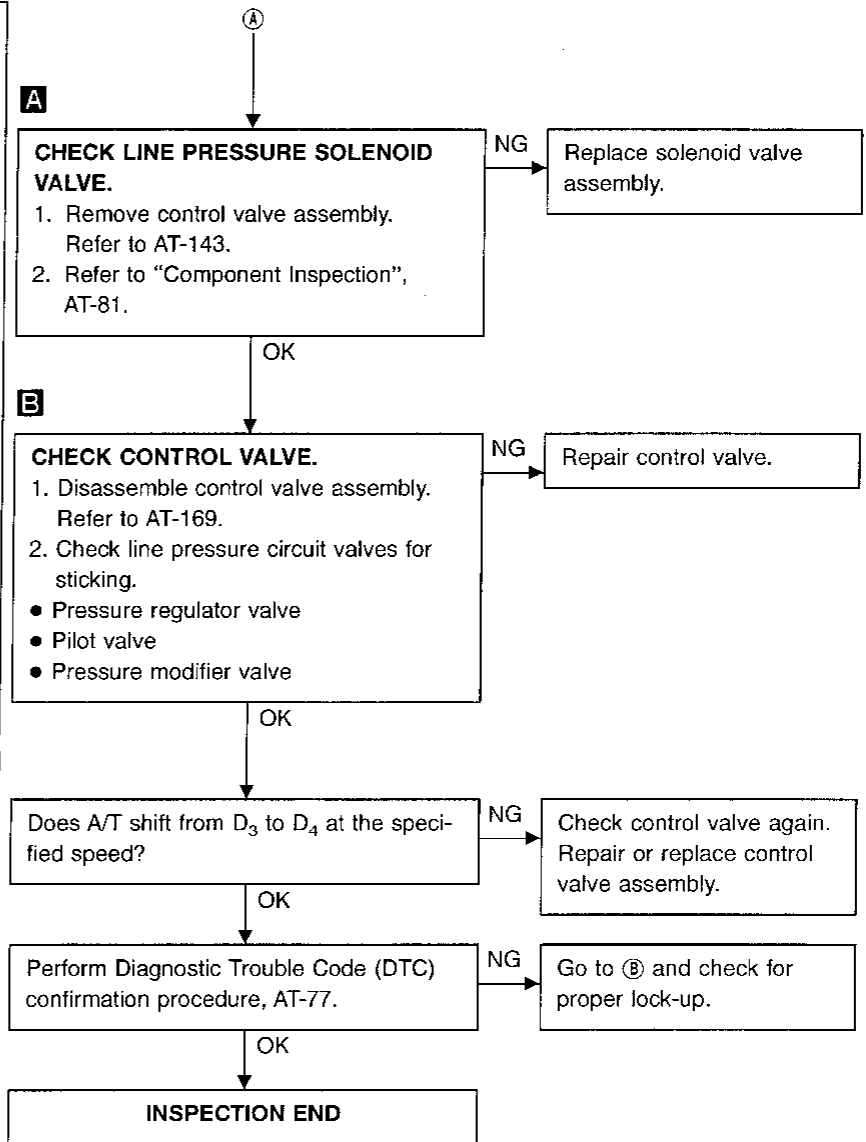 Ⓐ
A
CHECK LINE PRESSURE SOLENOID
VALVE.
1. Remove control valve assembly.
Refer to AT-143.
2. Refer to “Component Inspection”,
AT-81.
NG
Replace solenoid valve
assembly.
OK
B
CHECK CONTROL VALVE.
1. Disassemble control valve assembly.
Refer to AT-169.
2. Check line pressure circuit valves for
sticking.
● Pressure regulator valve
● Pilot valve
● Pressure modifier valve
NG
Repair control valve.
OK
Does A/T shift from D₃ to D₄ at the speci-
fied speed?
NG
Check control valve again.
Repair or replace control
valve assembly.
OK
Perform Diagnostic Trouble Code (DTC)
confirmation procedure, AT-77.
NG
Go to Ⓑ and check for
proper lock-up.
OK
INSPECTION END